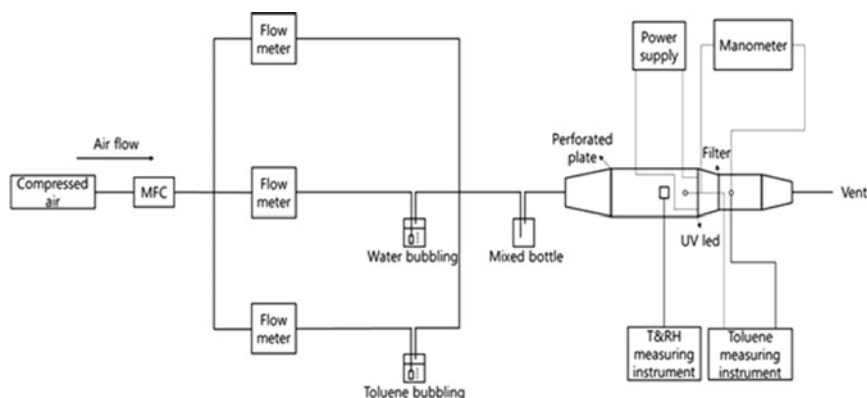 Flow
meter
Power
supply
Manometer
Air flow
Perforated
plate
Filter
Compressed
air
MFC
Flow
meter
Vent
Water bubbling
Mixed bottle
UV led
Flow
meter
T&RH
measuring
instrument
Toluene
measuring
instrument
Toluene bubbling